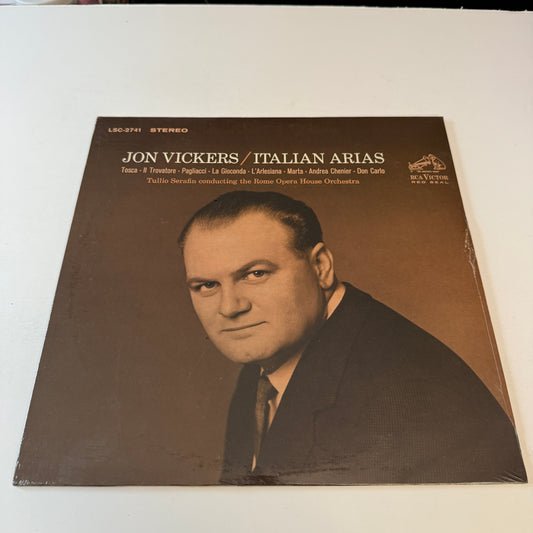 LSC-2741 STEREO
JON VICKERS / ITALIAN ARIAS
Tosca · Il Trovatore · Pagliacci · La Gioconda · L'Arlesiana · Marta · Andrea Chenier · Don Carlo
Tullio Serafin conducting the Rome Opera House Orchestra
RCA VICTOR
RED SEAL